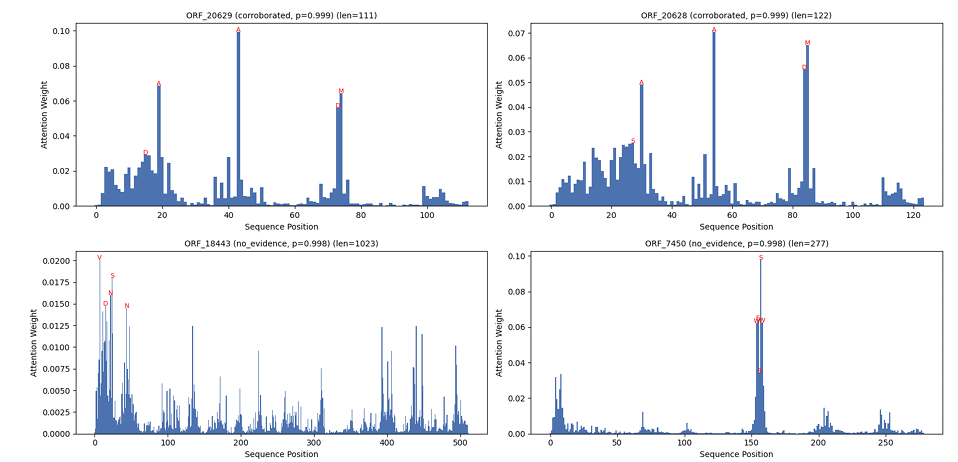 ORF_20629 (corroborated, p=0.999) (len=111)
Attention Weight
0.10
0.08
0.06
0.04
0.02
0.00
D
A
A
D
M
0 20 40 60 80 100
Sequence Position
ORF_20628 (corroborated, p=0.999) (len=122)
Attention Weight
0.07
0.06
0.05
0.04
0.03
0.02
0.01
0.00
S
A
A
D
M
0 20 40 60 80 100 120
Sequence Position
ORF_18443 (no_evidence, p=0.998) (len=1023)
Attention Weight
0.0200
0.0175
0.0150
0.0125
0.0100
0.0075
0.0050
0.0025
0.0000
V
D
N
S
N
0 100 200 300 400 500
Sequence Position
ORF_7450 (no_evidence, p=0.998) (len=277)
Attention Weight
0.10
0.08
0.06
0.04
0.02
0.00
S
W
0 50 100 150 200 250
Sequence Position